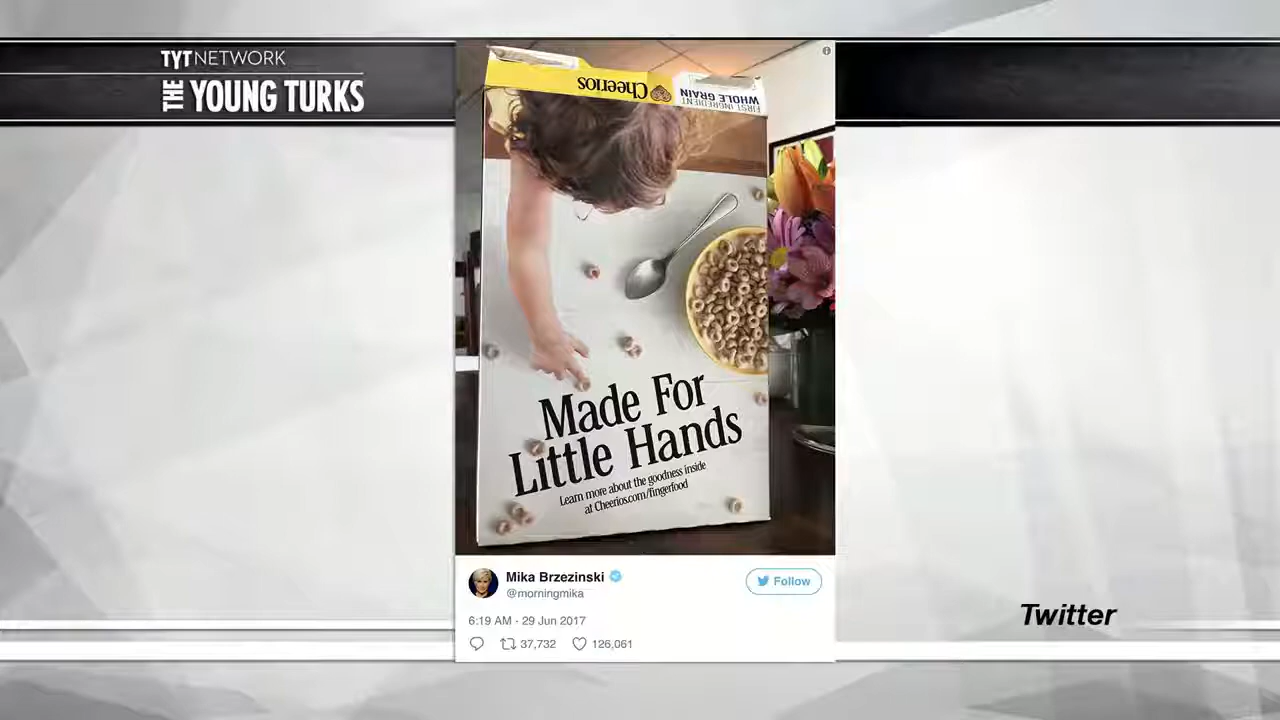 TYT NETWORK
THE YOUNG TURKS
Cheerios
FIRST INGREDIENT
WHOLE GRAIN
Made For
Little Hands
Learn more about the goodness inside
at Cheerios.com/fingerfood
Mika Brzezinski
@morningmika
Follow
6:19 AM - 29 Jun 2017
37,732
126,061
Twitter